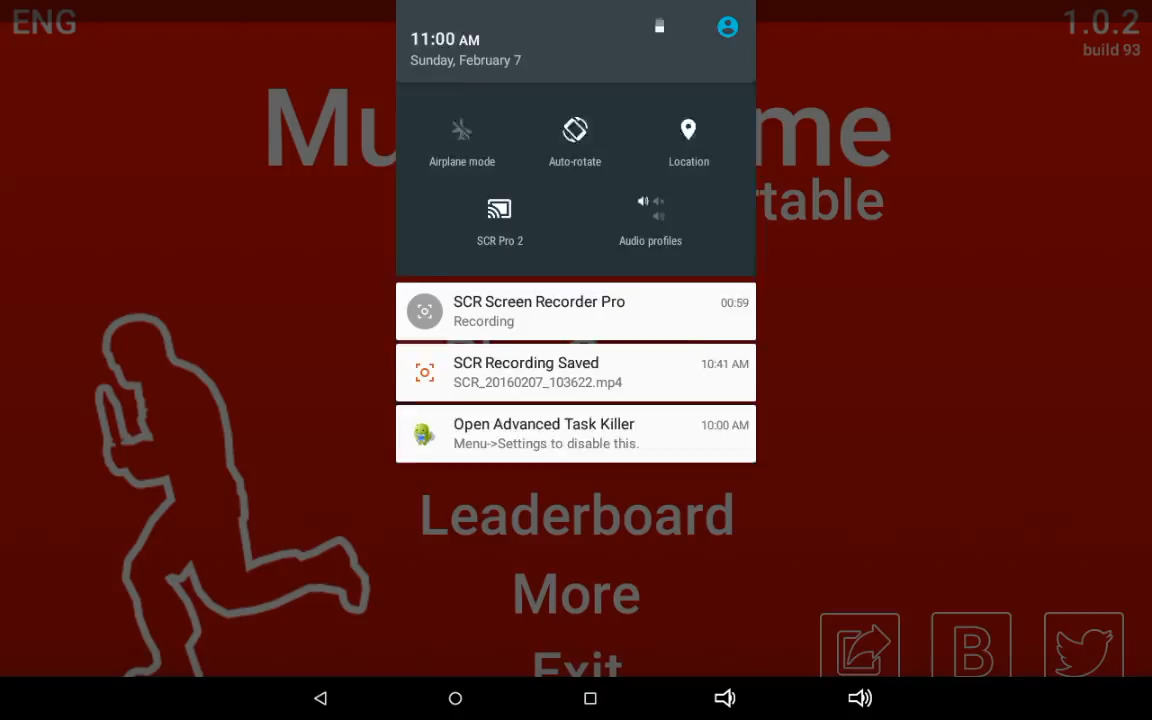 ENG
1.0.2
build 93
11:00 AM
Sunday, February 7
Airplane mode
Auto-rotate
Location
SCR Pro 2
Audio profiles
SCR Screen Recorder Pro
00:59
Recording
SCR Recording Saved
10:41 AM
SCR_20160207_103622.mp4
Open Advanced Task Killer
10:00 AM
Menu->Settings to disable this.
Leaderboard
More
Exit
B